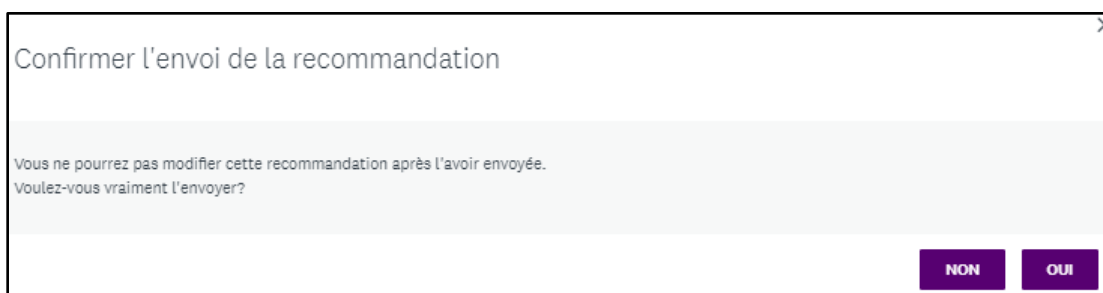 Confirmer l'envoi de la recommandation
Vous ne pourrez pas modifier cette recommandation après l'avoir envoyée.
Voulez-vous vraiment l'envoyer?
NON OUI